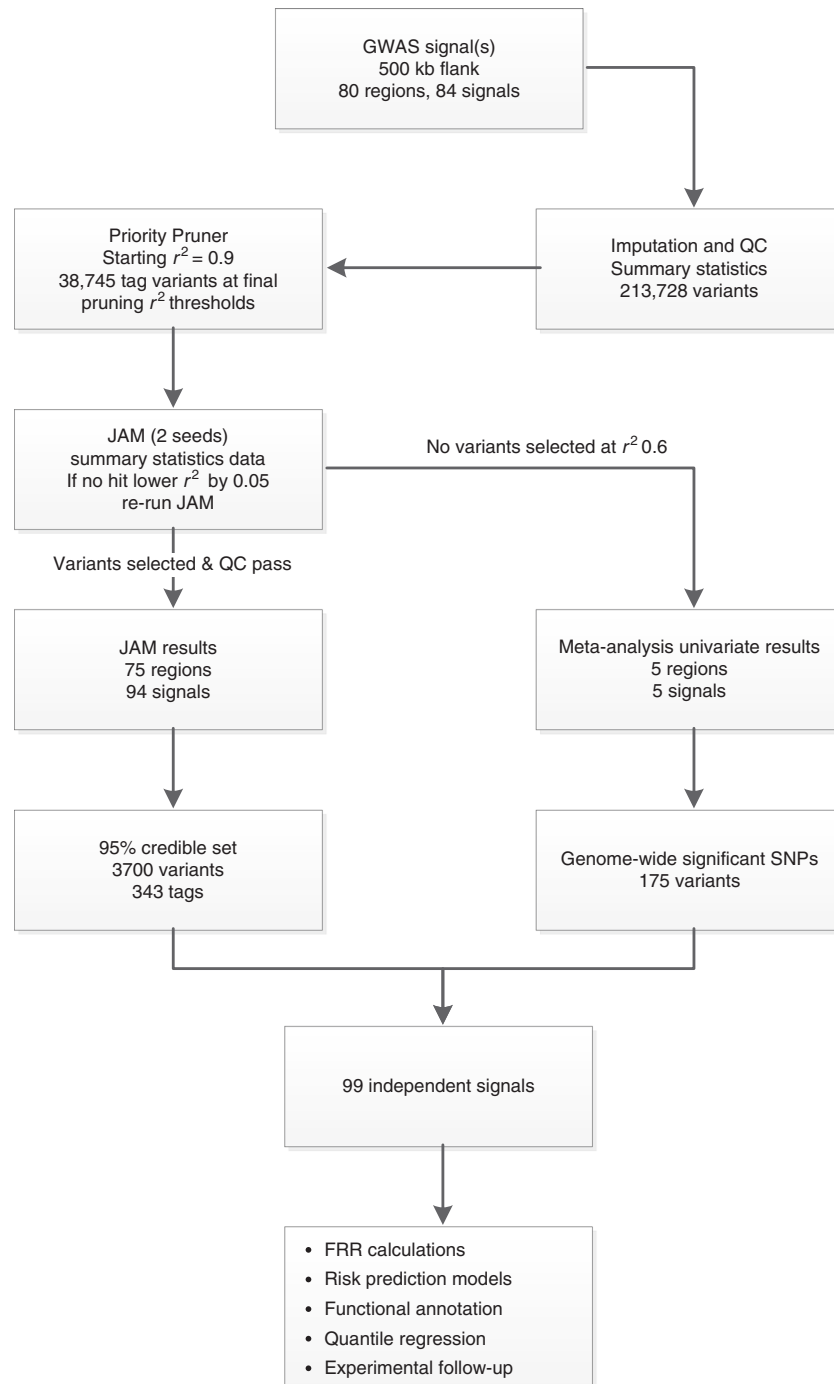 GWAS signal(s)
500 kb flank
80 regions, 84 signals
Priority Pruner
Starting r² = 0.9
38,745 tag variants at final
pruning r² thresholds
Imputation and QC
Summary statistics
213,728 variants
JAM (2 seeds)
summary statistics data
If no hit lower r² by 0.05
re-run JAM
No variants selected at r² 0.6
Variants selected & QC pass
JAM results
75 regions
94 signals
Meta-analysis univariate results
5 regions
5 signals
95% credible set
3700 variants
343 tags
Genome-wide significant SNPs
175 variants
99 independent signals
• FRR calculations
• Risk prediction models
• Functional annotation
• Quantile regression
• Experimental follow-up